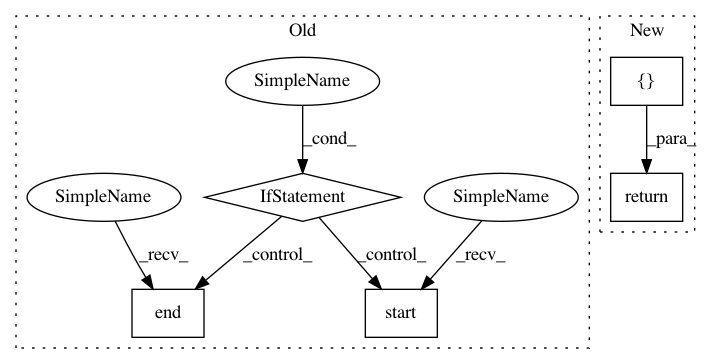 Old
New
SimpleName
{}
_cond_
_para_
SimpleName
IfStatement
SimpleName
return
_recv_
_control_
_control_
_recv_
end
start